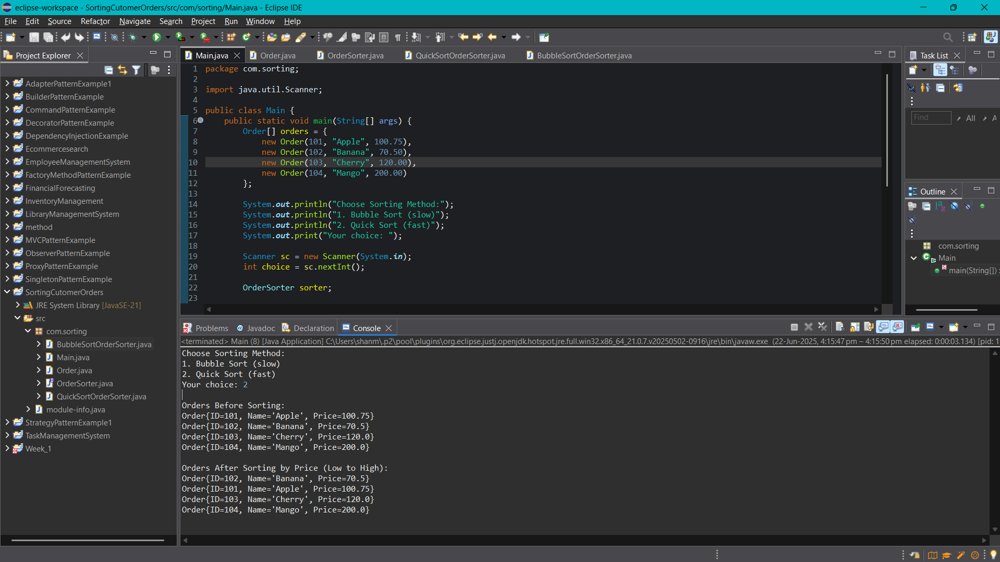 eclipse-workspace - SortingCutomerOrders/src/com/sorting/Main.java - Eclipse IDE
File Edit Source Refactor Navigate Search Project Run Window Help
Project Explorer
AdapterPatternExample1
BuilderPatternExample
CommandPatternExample
DecoratorPatternExample
DependencyInjectionExample
Ecommercesearch
EmployeeManagementSystem
FactoryMethodPatternExample
FinancialForecasting
InventoryManagement
LibraryManagementSystem
method
MVCPatternExample
ObserverPatternExample
ProxyPatternExample
SingletonPatternExample
SortingCutomerOrders
JRE System Library [JavaSE-21]
src
com.sorting
BubbleSortOrderSorter.java
Main.java
Order.java
OrderSorter.java
QuickSortOrderSorter.java
module-info.java
StrategyPatternExample1
TaskManagementSystem
Week_1
Main.java Order.java OrderSorter.java QuickSortOrderSorter.java BubbleSortOrderSorter.java
1 package com.sorting;
2
3 import java.util.Scanner;
4
5 public class Main {
6 public static void main(String[] args) {
7 Order[] orders = {
8 new Order(101, "Apple", 100.75),
9 new Order(102, "Banana", 70.50),
10 new Order(103, "Cherry", 120.00),
11 new Order(104, "Mango", 200.00)
12 };
13
14 System.out.println("Choose Sorting Method:");
15 System.out.println("1. Bubble Sort (slow)");
16 System.out.println("2. Quick Sort (fast)");
17 System.out.print("Your choice: ");
18
19 Scanner sc = new Scanner(System.in);
20 int choice = sc.nextInt();
21
22 OrderSorter sorter;
23
Task List
Find All A
Outline
com.sorting
Main
main(String[]) :
Problems Javadoc Declaration Console
<terminated> Main (8) [Java Application] C:\Users\shanm\.p2\pool\plugins\org.eclipse.justj.openjdk.hotspot.jre.full.win32.x86_64_21.0.7.v20250502-0916\jre\bin\javaw.exe (22-Jun-2025, 4:15:47 pm – 4:15:50 pm elapsed: 0:00:03.134) [pid: 1
Choose Sorting Method:
1. Bubble Sort (slow)
2. Quick Sort (fast)
Your choice: 2
Orders Before Sorting:
Order{ID=101, Name='Apple', Price=100.75}
Order{ID=102, Name='Banana', Price=70.5}
Order{ID=103, Name='Cherry', Price=120.0}
Order{ID=104, Name='Mango', Price=200.0}
Orders After Sorting by Price (Low to High):
Order{ID=102, Name='Banana', Price=70.5}
Order{ID=101, Name='Apple', Price=100.75}
Order{ID=103, Name='Cherry', Price=120.0}
Order{ID=104, Name='Mango', Price=200.0}